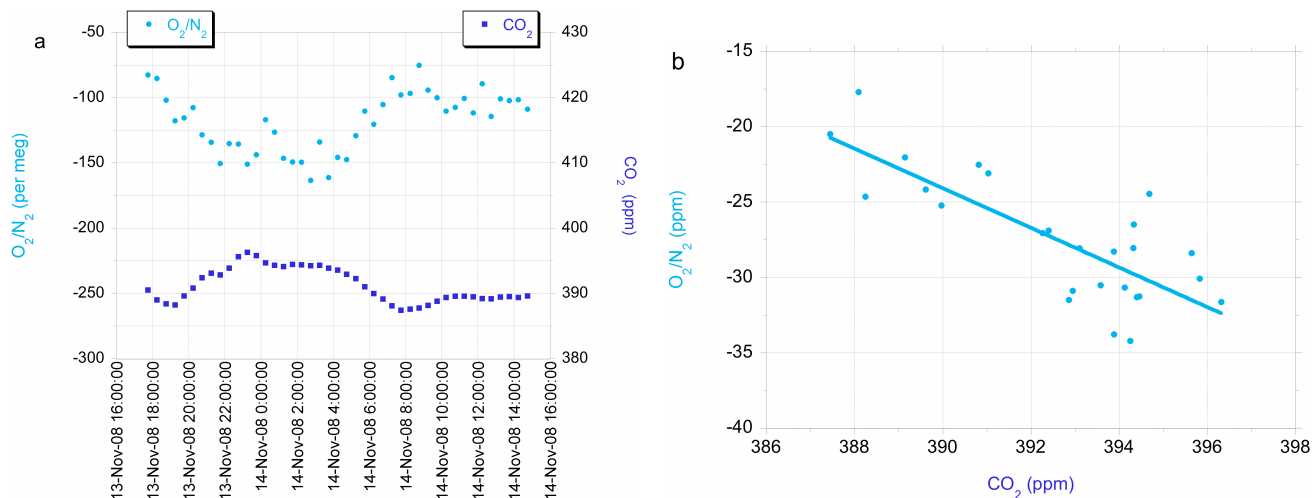 a
O₂/N₂
CO₂
-50
-100
-150
-200
-250
-300
O₂/N₂ (per meg)
430
420
410
400
390
380
CO₂ (ppm)
13-Nov-08 16:00:00
13-Nov-08 18:00:00
13-Nov-08 20:00:00
13-Nov-08 22:00:00
14-Nov-08 0:00:00
14-Nov-08 2:00:00
14-Nov-08 4:00:00
14-Nov-08 6:00:00
14-Nov-08 8:00:00
14-Nov-08 10:00:00
14-Nov-08 12:00:00
14-Nov-08 14:00:00
14-Nov-08 16:00:00
b
-15
-20
-25
-30
-35
-40
O₂/N₂ (ppm)
386
388
390
392
394
396
398
CO₂ (ppm)